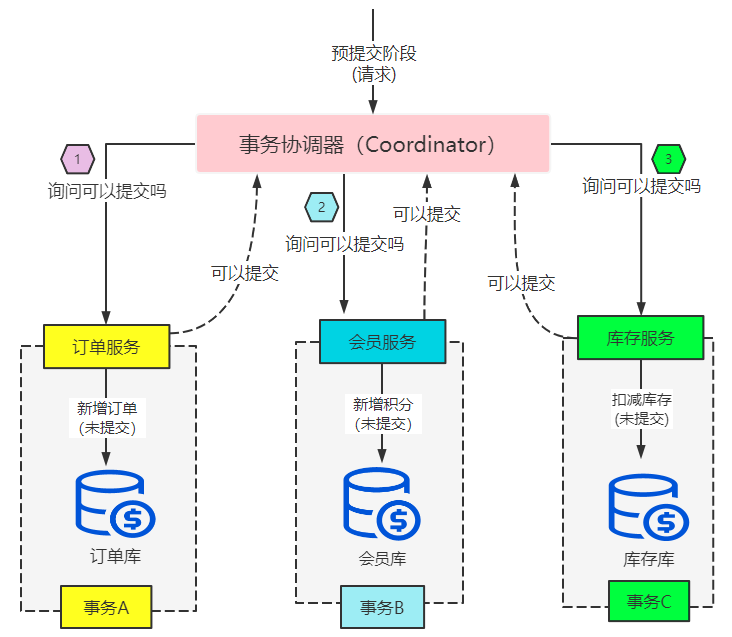 预提交阶段
(请求)
事务协调器（Coordinator）
1
询问可以提交吗
2
询问可以提交吗
3
询问可以提交吗
可以提交
可以提交
可以提交
订单服务
会员服务
库存服务
新增订单
（未提交）
新增积分
（未提交）
扣减库存
(未提交)
订单库
会员库
库存库
事务A
事务B
事务C